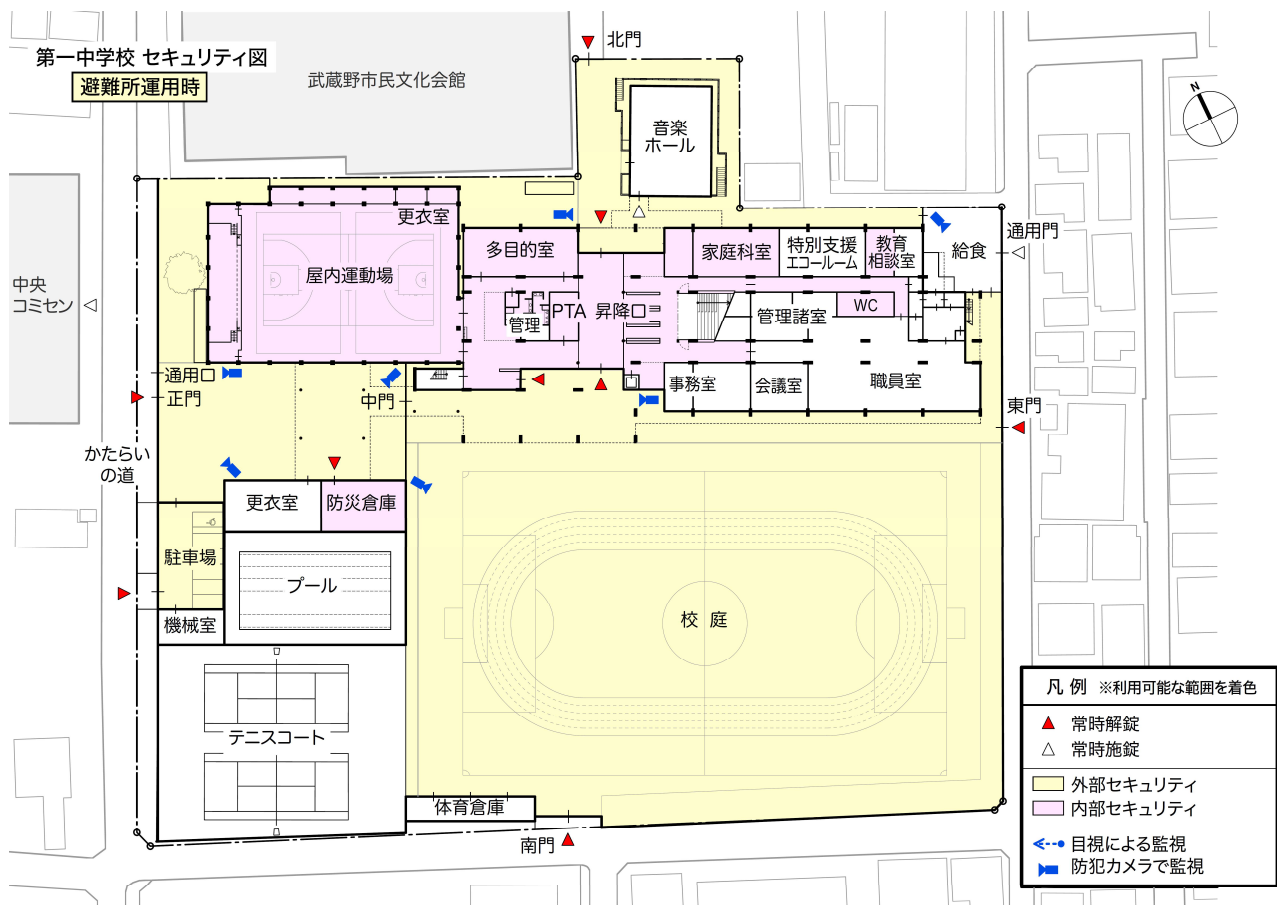 第一中学校 セキュリティ図
避難所運用時
北門
武蔵野市民文化会館
N
音楽
ホール
更衣室
多目的室
家庭科室
特別支援
エコールーム
教育
相談室
給食
通用門
屋内運動場
中央
コミセン
管理
PTA
昇降口
管理諸室
WC
通用口
正門
中門
事務室
会議室
職員室
東門
かたらい
の道
更衣室
防災倉庫
駐車場
プール
機械室
校庭
テニスコート
体育倉庫
南門
凡例 ※利用可能な範囲を着色
常時解錠
常時施錠
外部セキュリティ
内部セキュリティ
目視による監視
防犯カメラで監視